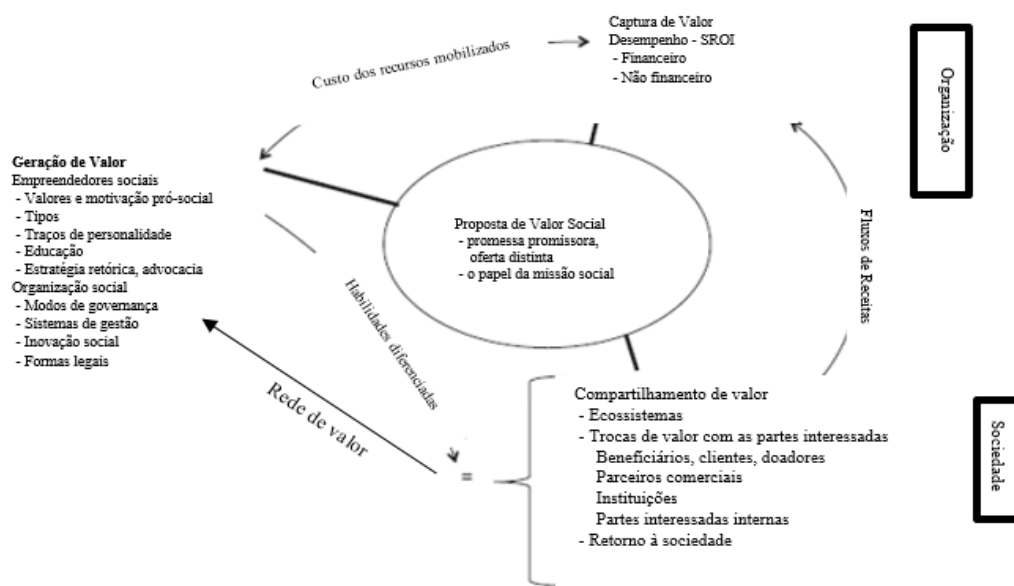 Captura de Valor
Desempenho - SROI
- Financeiro
- Não financeiro
Custo dos recursos mobilizados
Organização
Geração de Valor
Empreendedores sociais
- Valores e motivação pró-social
- Tipos
- Traços de personalidade
- Educação
- Estratégia retórica, advocacia
Organização social
- Modos de governança
- Sistemas de gestão
- Inovação social
- Formas legais
Proposta de Valor Social
- promessa promissora,
oferta distinta
- o papel da missão social
Fluxos de Receitas
Habilidades diferenciadas
Rede de valor
=
Compartilhamento de valor
- Ecossistemas
- Trocas de valor com as partes interessadas
Beneficiários, clientes, doadores
Parceiros comerciais
Instituições
Partes interessadas internas
- Retorno à sociedade
Sociedade